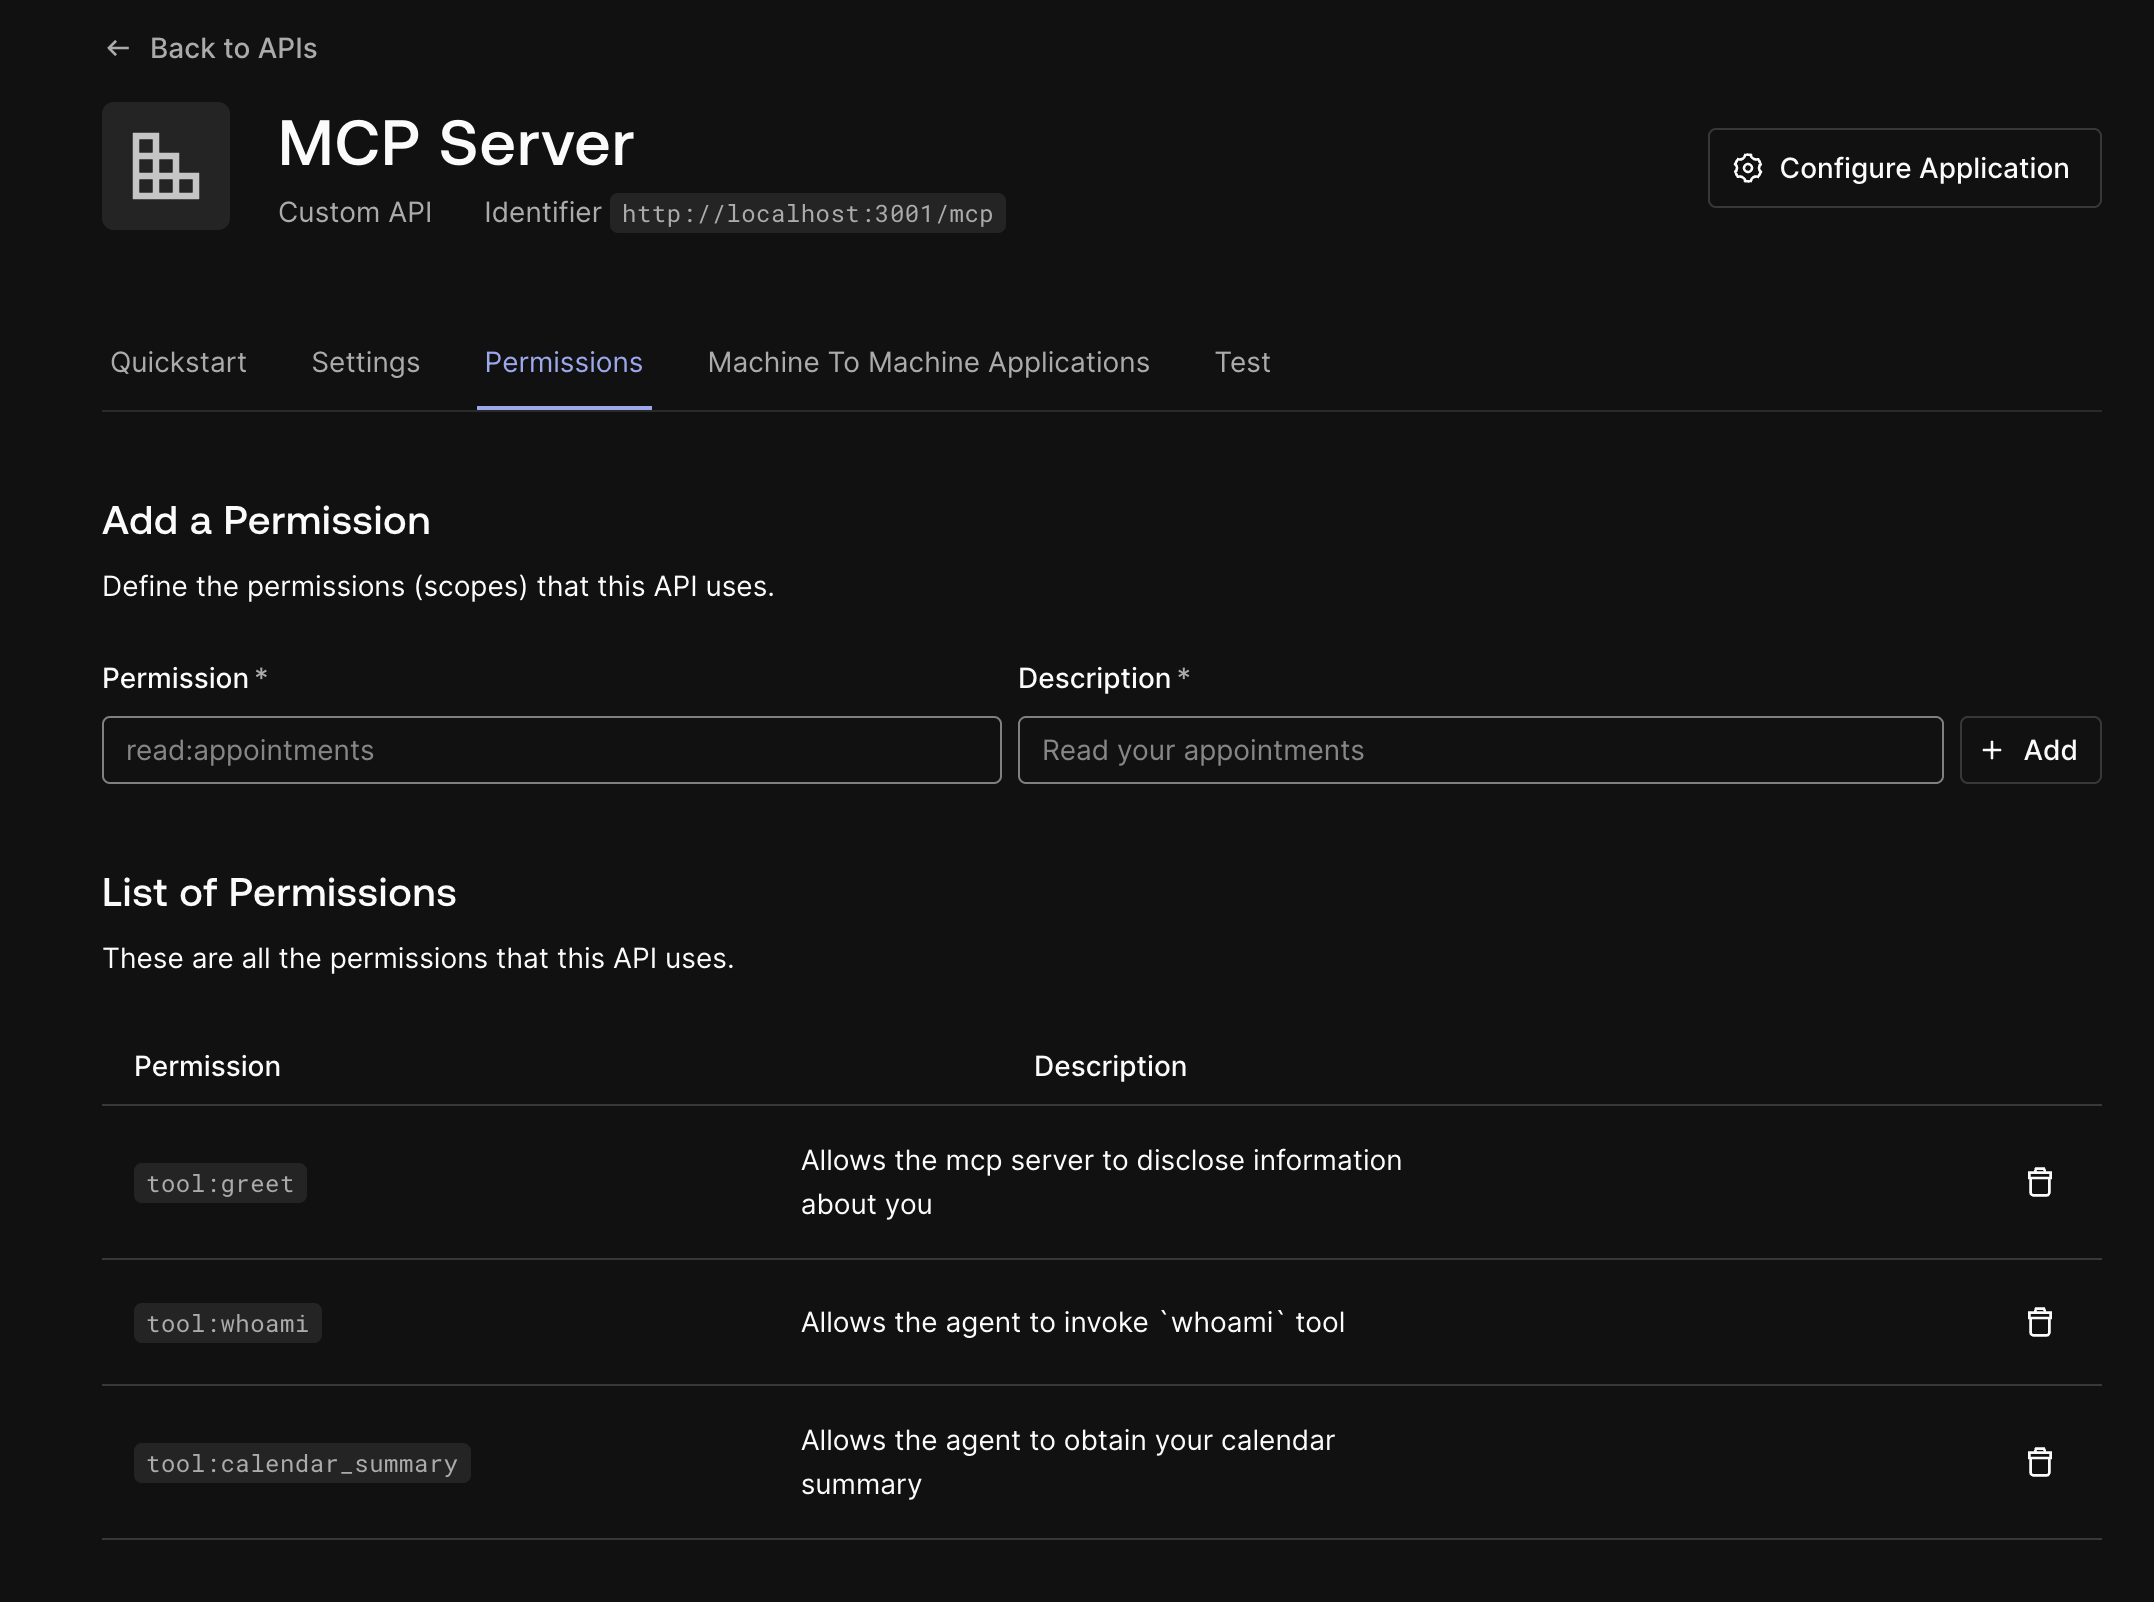 Back to APIs
MCP Server
Configure Application
Custom API Identifier http://localhost:3001/mcp
Quickstart Settings Permissions Machine To Machine Applications Test
Add a Permission
Define the permissions (scopes) that this API uses.
Permission * Description *
read:appointments Read your appointments + Add
List of Permissions
These are all the permissions that this API uses.
Permission Description
tool:greet Allows the mcp server to disclose information
about you
tool:whoami Allows the agent to invoke `whoami` tool
tool:calendar_summary Allows the agent to obtain your calendar
summary